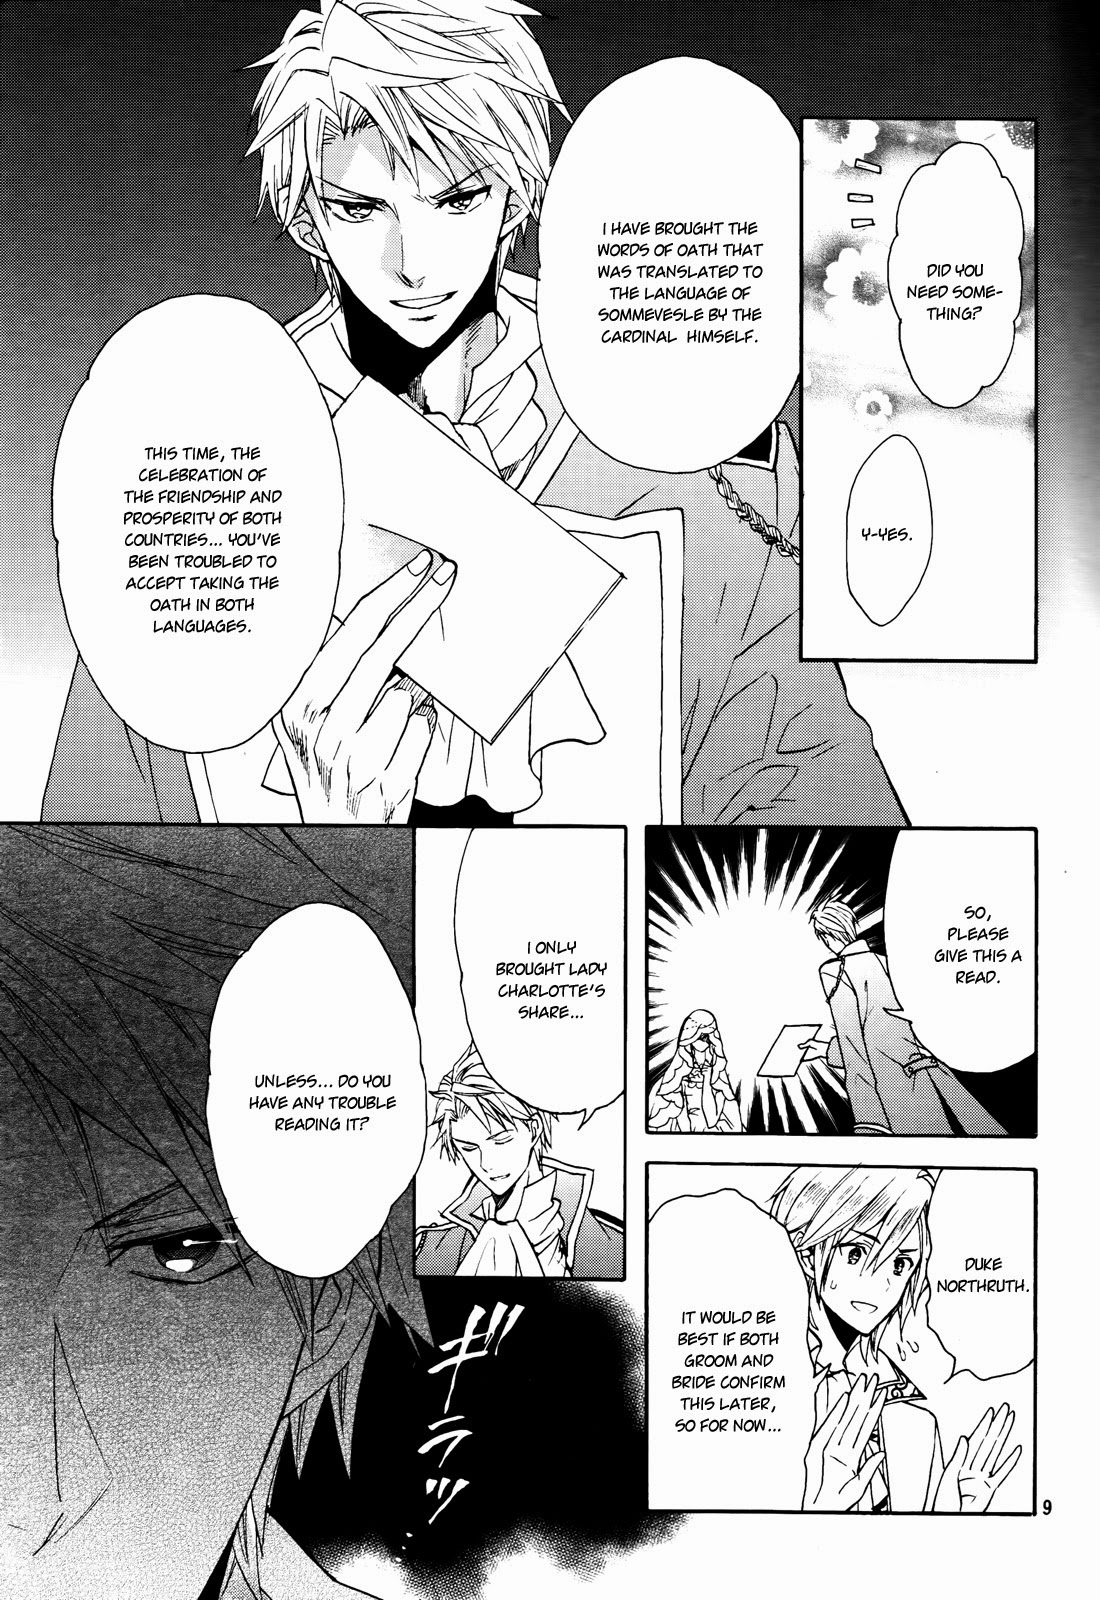 DID YOU
NEED SOME-
THING?
Y-YES.
I HAVE BROUGHT THE
WORDS OF OATH THAT
WAS TRANSLATED TO
THE LANGUAGE OF
SOMMEVESLE BY THE
CARDINAL HIMSELF.
THIS TIME, THE
CELEBRATION OF
THE FRIENDSHIP AND
PROSPERITY OF BOTH
COUNTRIES... YOU'VE
BEEN TROUBLED TO
ACCEPT TAKING THE
OATH IN BOTH
LANGUAGES.
SO,
PLEASE
GIVE THIS A
READ.
DUKE
NORTHRUTH.
IT WOULD BE
BEST IF BOTH
GROOM AND
BRIDE CONFIRM
THIS LATER,
SO FOR NOW...
I ONLY
BROUGHT LADY
CHARLOTTE'S
SHARE...
UNLESS... DO YOU
HAVE ANY TROUBLE
READING IT?
ギラッ
9